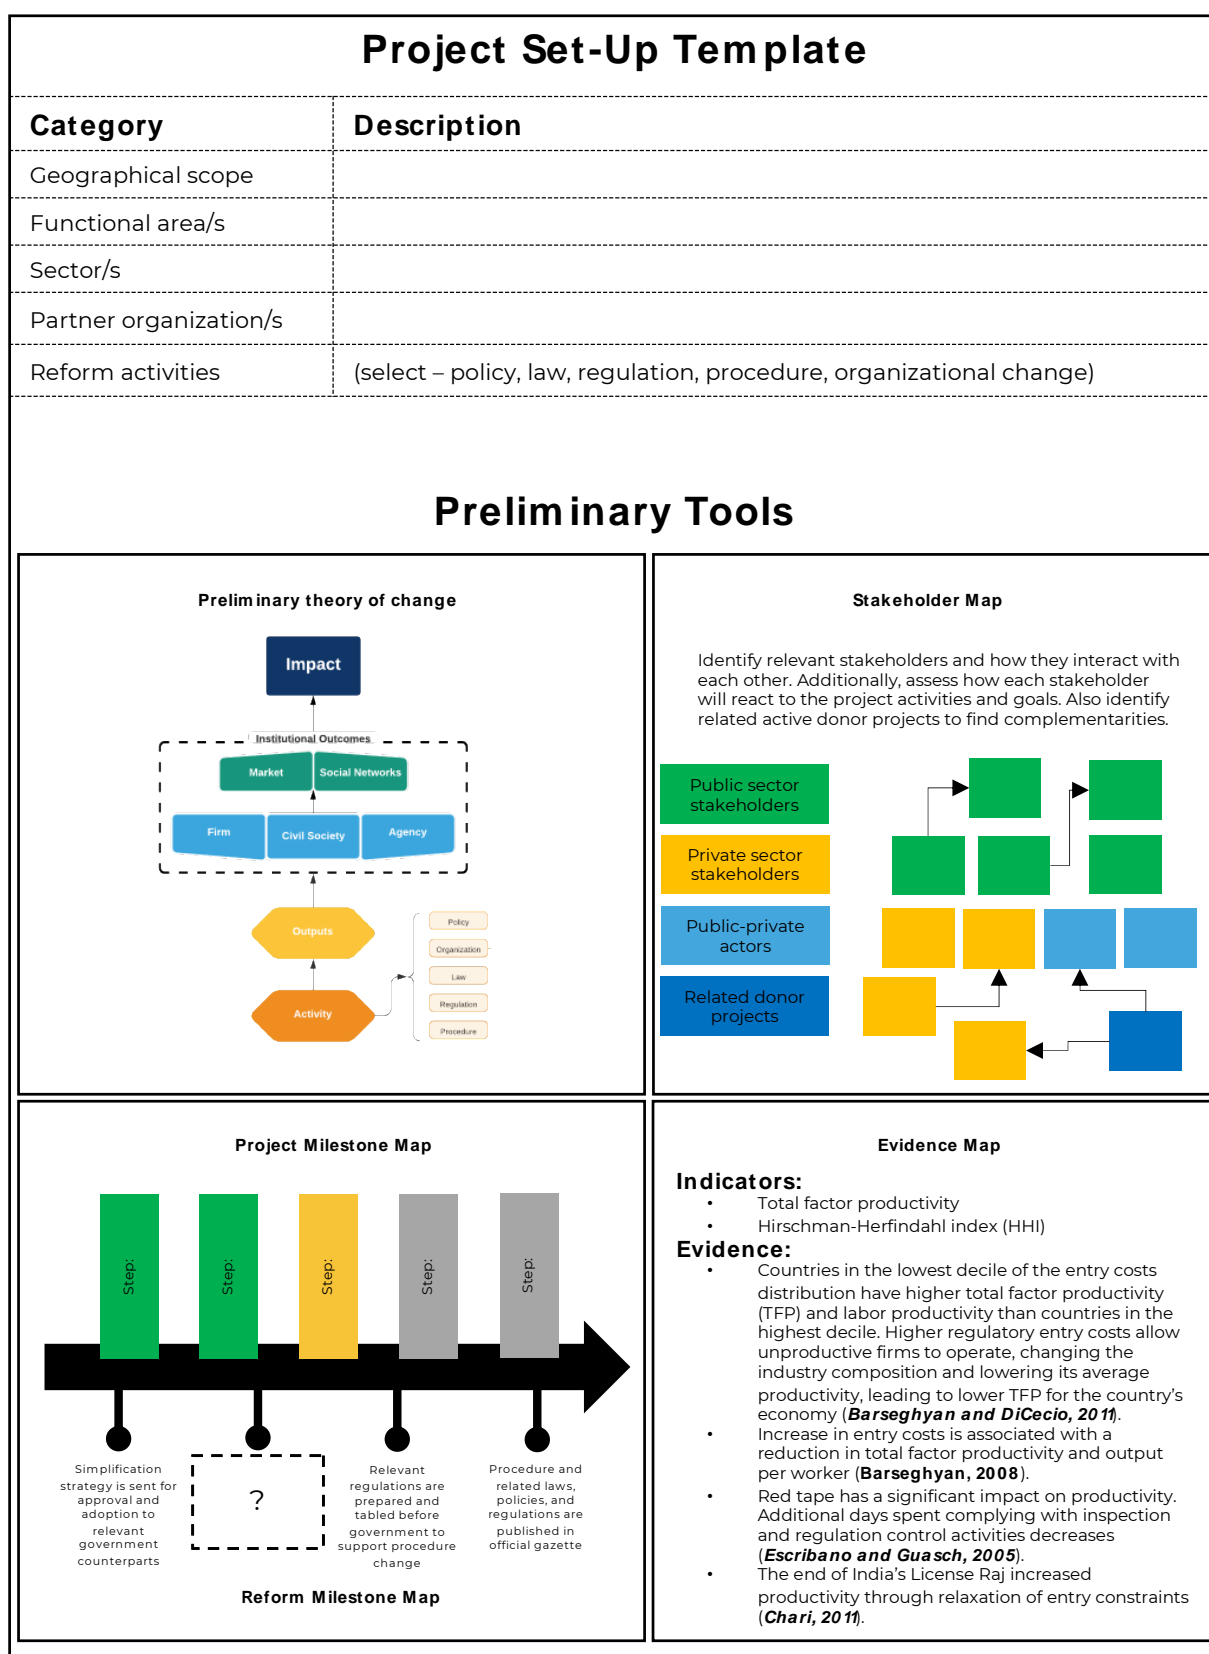 Project Set-Up Template
Category
Description
Geographical scope
Functional area/s
Sector/s
Partner organization/s
Reform activities
(select – policy, law, regulation, procedure, organizational change)
Preliminary Tools
Preliminary theory of change
Impact
Institutional Outcomes
Market
Social Networks
Firm
Civil Society
Agency
Outputs
Activity
Policy
Organization
Law
Regulation
Procedure
Stakeholder Map
Identify relevant stakeholders and how they interact with
each other. Additionally, assess how each stakeholder
will react to the project activities and goals. Also identify
related active donor projects to find complementarities.
Public sector
stakeholders
Private sector
stakeholders
Public-private
actors
Related donor
projects
Project Milestone Map
Step:
Step:
Step:
Step:
Step:
Simplification
strategy is sent for
approval and
adoption to
relevant
government
counterparts
?
Relevant
regulations are
prepared and
tabled before
government to
support procedure
change
Procedure and
related laws,
policies, and
regulations are
published in
official gazette
Reform Milestone Map
Evidence Map
Indicators:
• Total factor productivity
• Hirschman-Herfindahl index (HHI)
Evidence:
• Countries in the lowest decile of the entry costs
distribution have higher total factor productivity
(TFP) and labor productivity than countries in the
highest decile. Higher regulatory entry costs allow
unproductive firms to operate, changing the
industry composition and lowering its average
productivity, leading to lower TFP for the country’s
economy (Barseghyan and DiCecio, 2011).
• Increase in entry costs is associated with a
reduction in total factor productivity and output
per worker (Barseghyan, 2008).
• Red tape has a significant impact on productivity.
Additional days spent complying with inspection
and regulation control activities decreases
(Escribano and Guasch, 2005).
• The end of India’s License Raj increased
productivity through relaxation of entry constraints
(Chari, 2011).